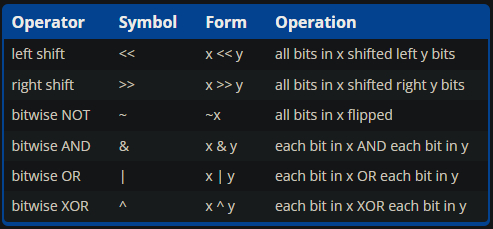 Operator Symbol Form Operation
left shift << x << y all bits in x shifted left y bits
right shift >> x >> y all bits in x shifted right y bits
bitwise NOT ~ ~x all bits in x flipped
bitwise AND & x & y each bit in x AND each bit in y
bitwise OR | x | y each bit in x OR each bit in y
bitwise XOR ^ x ^ y each bit in x XOR each bit in y